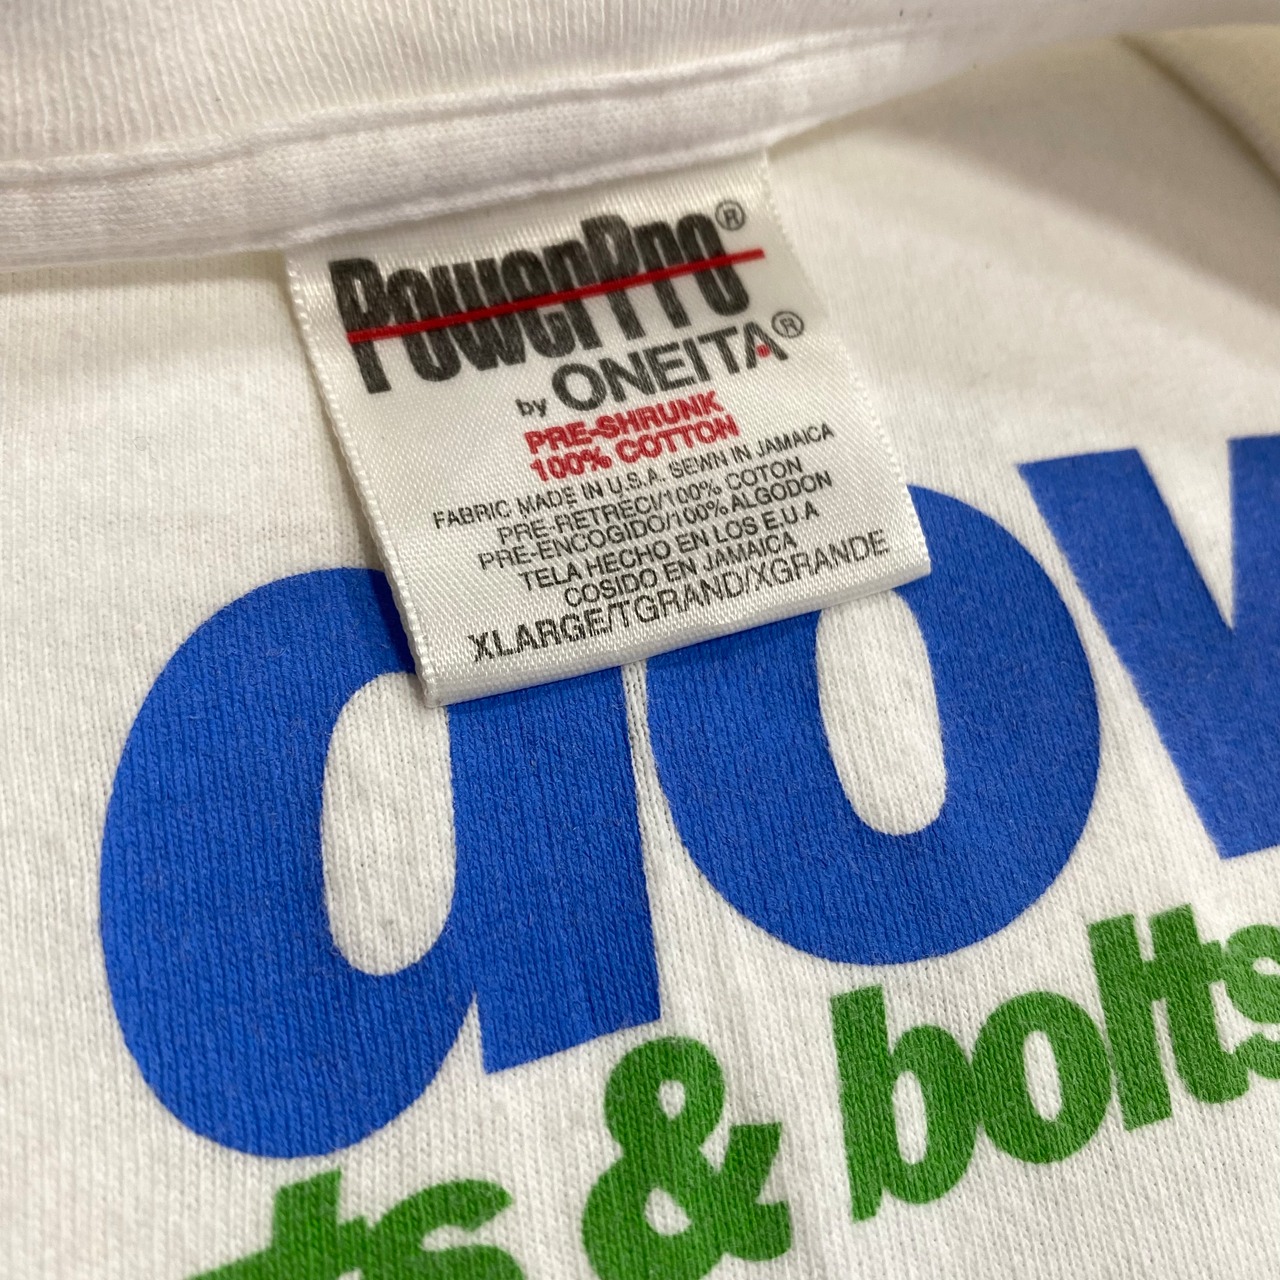 PowerPro®
by ONEITA®
PRE-SHRUNK
100% COTTON
FABRIC MADE IN U.S.A. SEWN IN JAMAICA
PRE-RETRECI/100% COTON
PRE-ENCOGIDO/100% ALGODON
TELA HECHO EN LOS E.U.A
COSIDO EN JAMAICA
XLARGE/TGRAND/XGRANDE
& bolts